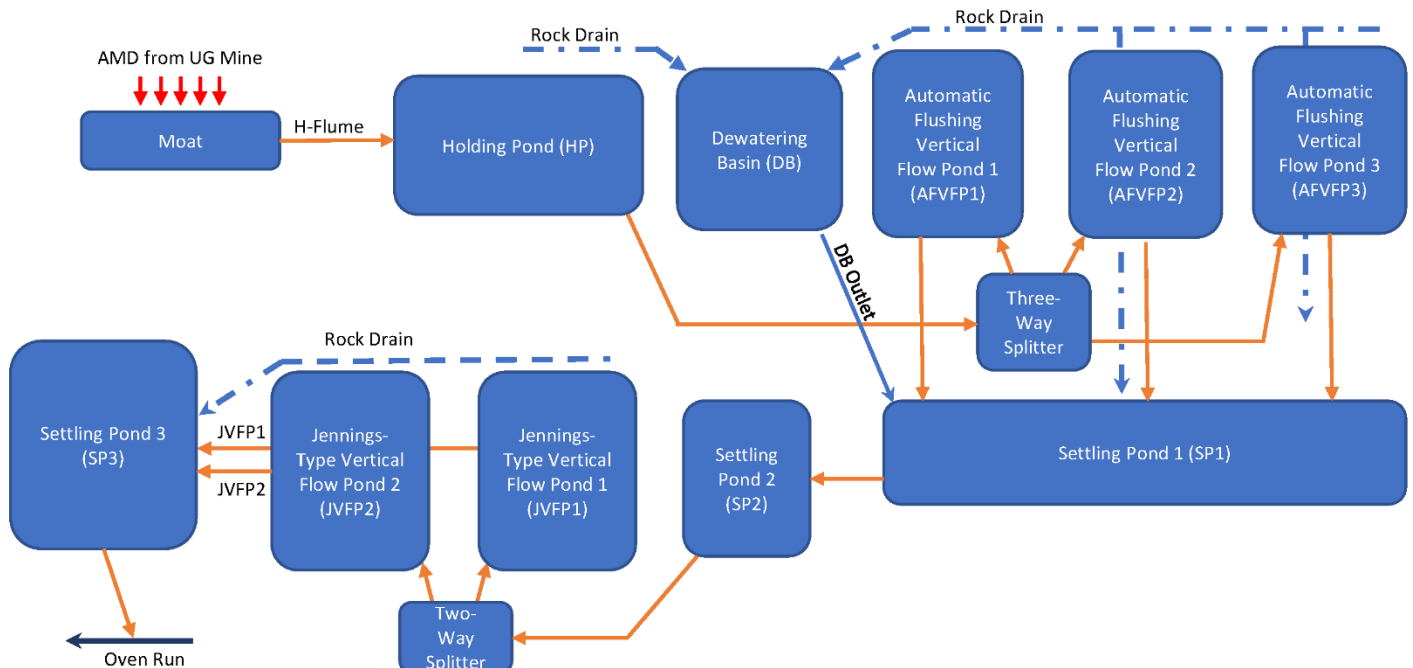 Rock Drain
Rock Drain
AMD from UG Mine
Moat
H-Flume
Holding Pond (HP)
Dewatering
Basin (DB)
Automatic
Flushing
Vertical
Flow Pond 1
(AFVFP1)
Automatic
Flushing
Vertical
Flow Pond 2
(AFVFP2)
Automatic
Flushing
Vertical
Flow Pond 3
(AFVFP3)
DB Outlet
Three-
Way
Splitter
Rock Drain
Settling Pond 3
(SP3)
JVFP1
JVFP2
Jennings-
Type Vertical
Flow Pond 2
(JVFP2)
Jennings-
Type Vertical
Flow Pond 1
(JVFP1)
Settling
Pond 2
(SP2)
Settling Pond 1 (SP1)
Two-
Way
Splitter
Oven Run